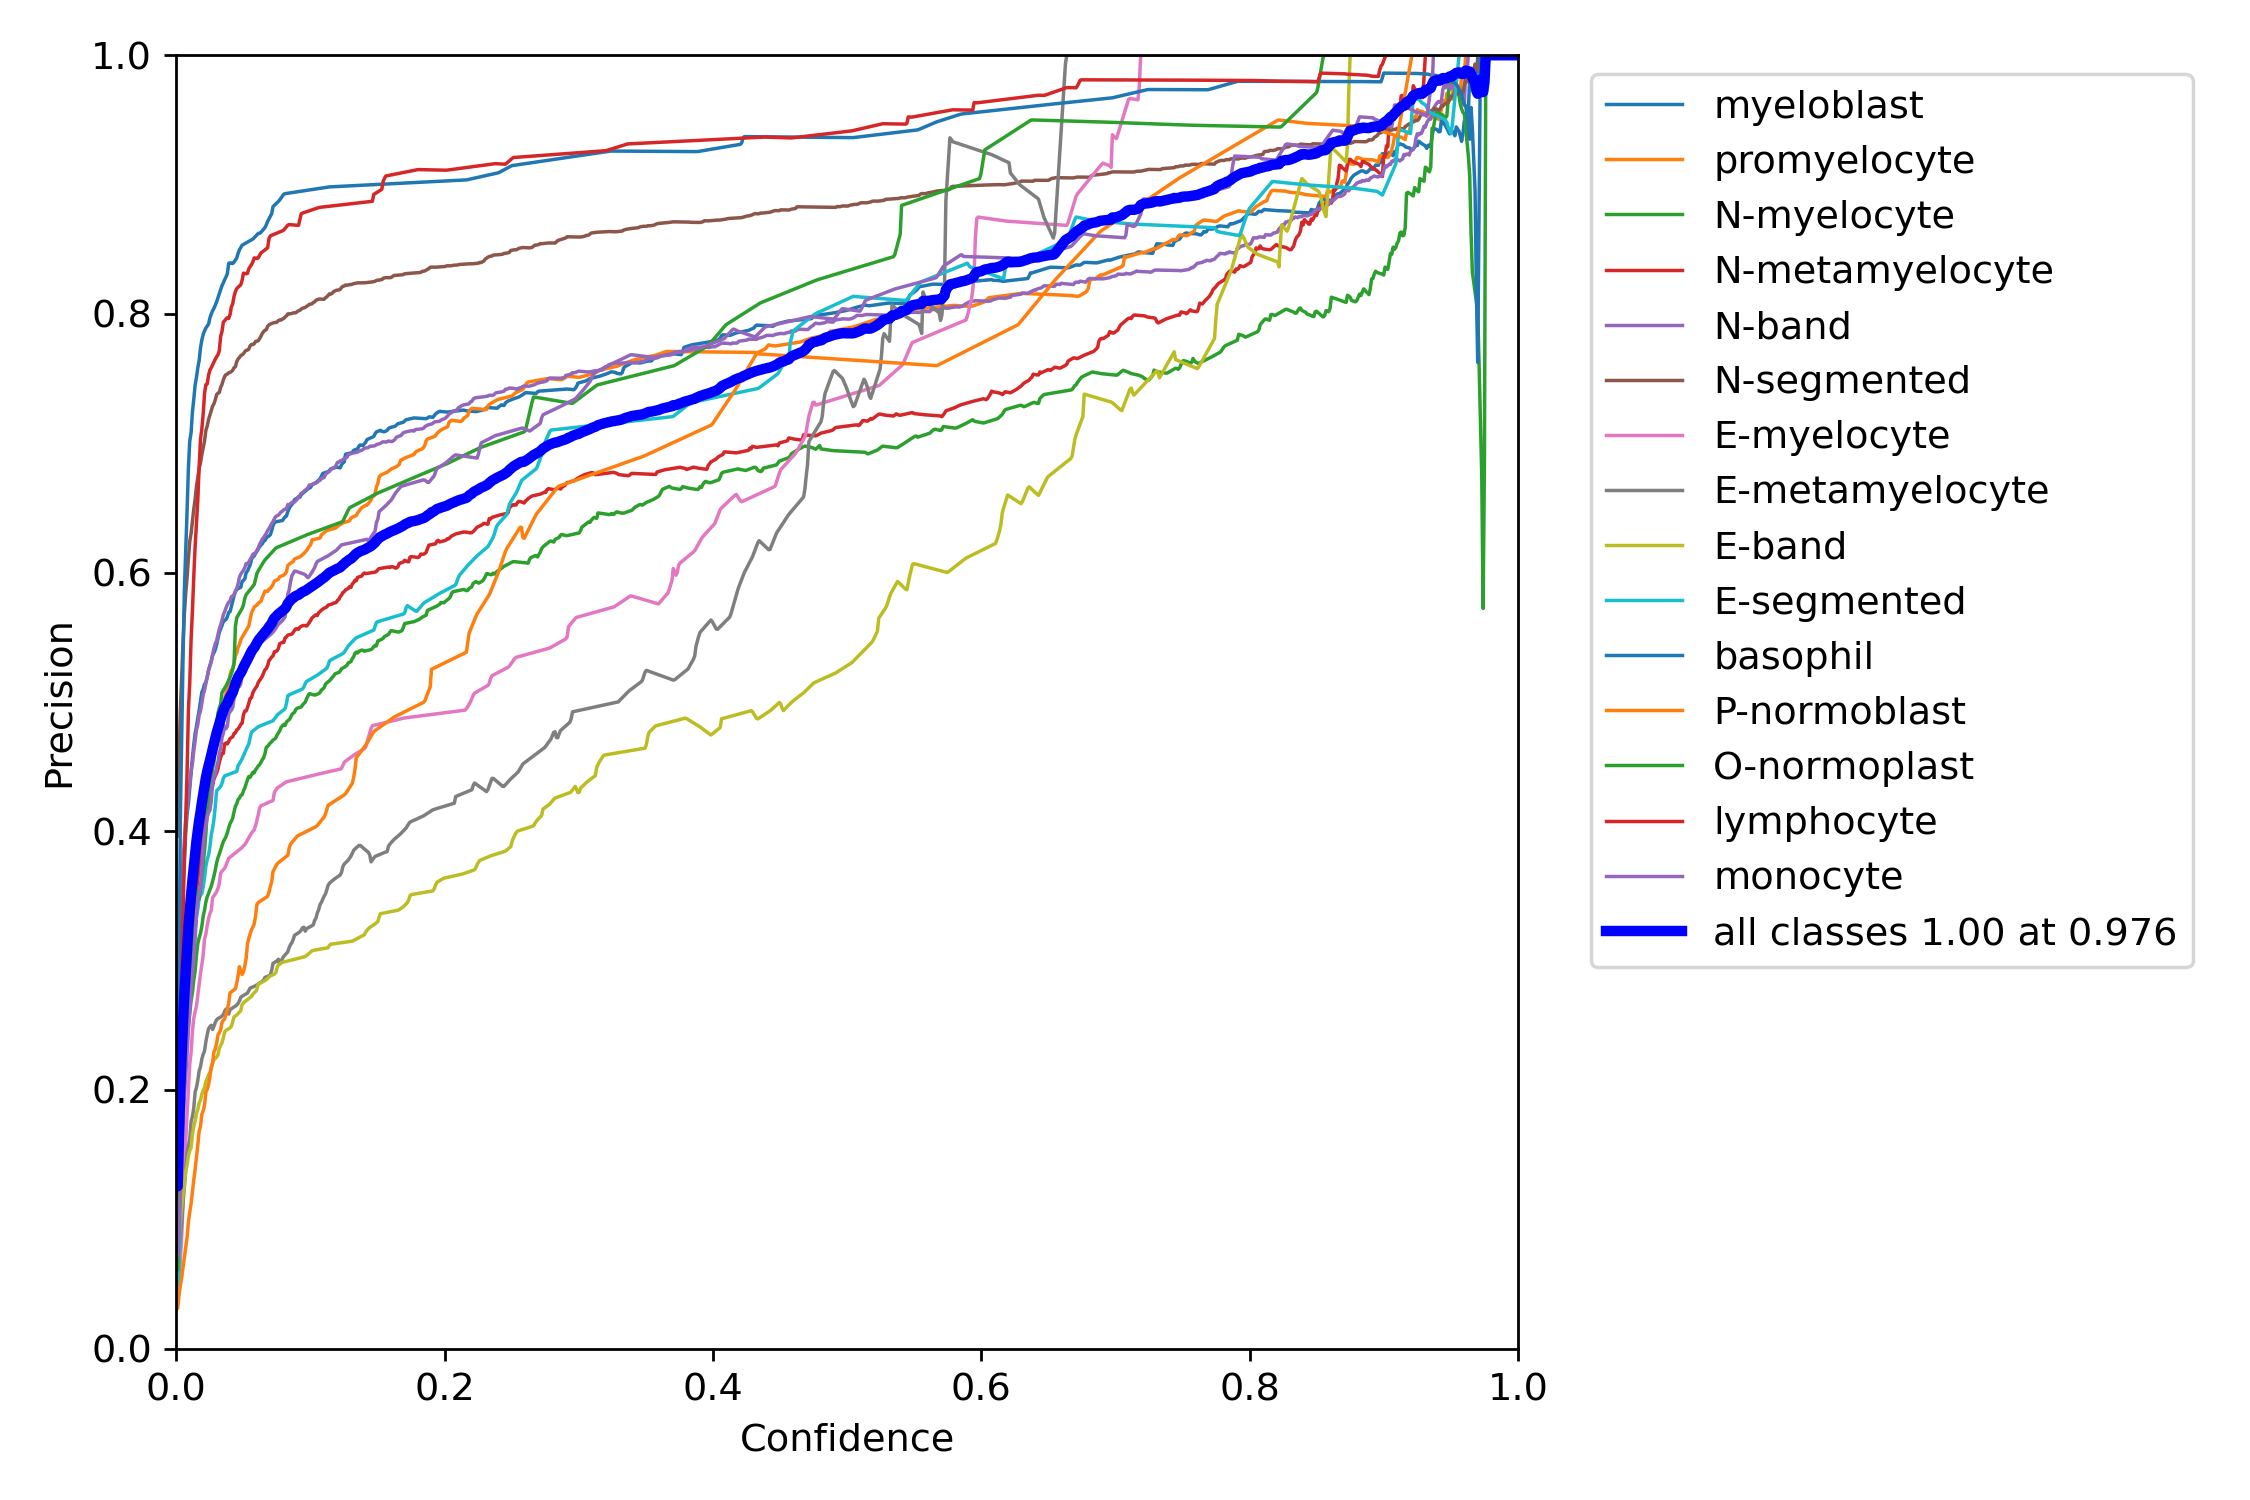 1.0
0.8
0.6
0.4
0.2
0.0
Precision
0.0 0.2 0.4 0.6 0.8 1.0
Confidence
myeloblast
promyelocyte
N-myelocyte
N-metamyelocyte
N-band
N-segmented
E-myelocyte
E-metamyelocyte
E-band
E-segmented
basophil
P-normoblast
O-normoplast
lymphocyte
monocyte
all classes 1.00 at 0.976